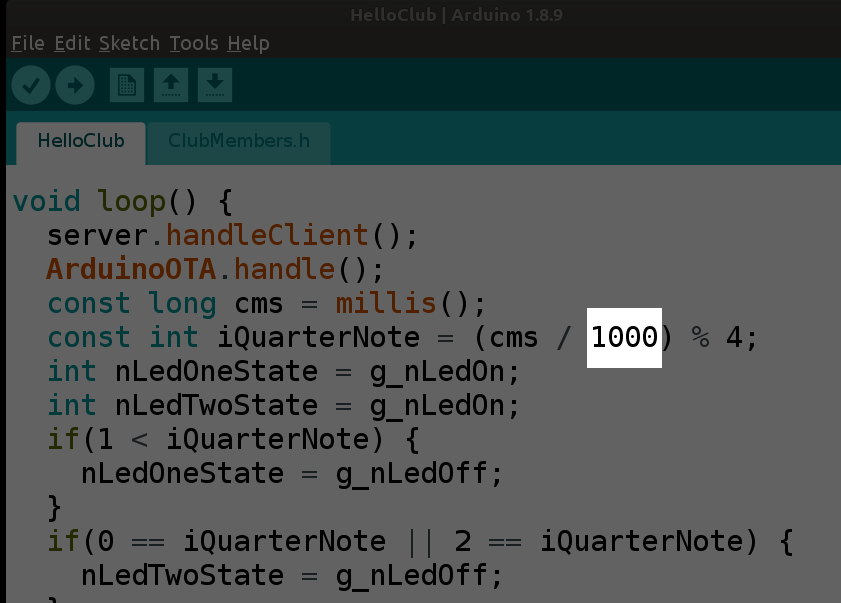 HelloClub | Arduino 1.8.9
File Edit Sketch Tools Help
HelloClub ClubMembers.h
void loop() {
  server.handleClient();
  ArduinoOTA.handle();
  const long cms = millis();
  const int iQuarterNote = (cms / 1000) % 4;
  int nLedOneState = g_nLedOn;
  int nLedTwoState = g_nLedOn;
  if(1 < iQuarterNote) {
    nLedOneState = g_nLedOff;
  }
  if(0 == iQuarterNote || 2 == iQuarterNote) {
    nLedTwoState = g_nLedOff;
  }